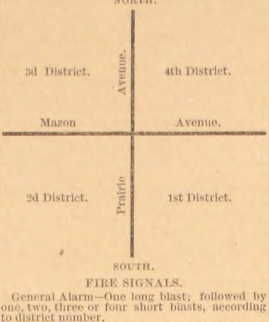 NORTH.
3d District.
Avenue.
4th District.
Mazon
Avenue.
2d District.
Prairie
1st District.
SOUTH.
FIRE SIGNALS.
General Alarm—One long blast; followed by
one, two, three or four short blasts, according
to district number.